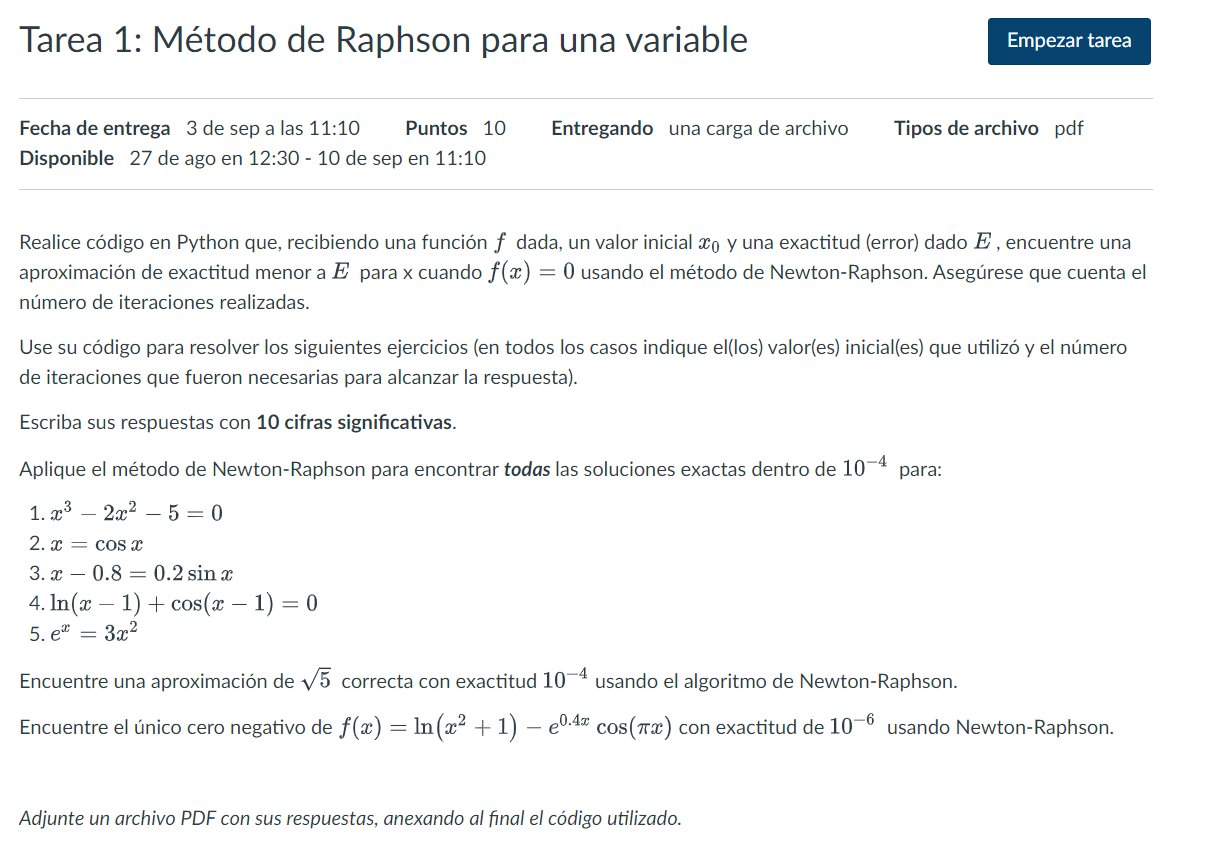 Tarea 1: Método de Raphson para una variable
Empezar tarea
Fecha de entrega 3 de sep a las 11:10 Puntos 10 Entregando una carga de archivo Tipos de archivo pdf
Disponible 27 de ago en 12:30 - 10 de sep en 11:10
Realice código en Python que, recibiendo una función f dada, un valor inicial x₀ y una exactitud (error) dado E , encuentre una
aproximación de exactitud menor a E para x cuando f(x) = 0 usando el método de Newton-Raphson. Asegúrese que cuenta el
número de iteraciones realizadas.
Use su código para resolver los siguientes ejercicios (en todos los casos indique el(los) valor(es) inicial(es) que utilizó y el número
de iteraciones que fueron necesarias para alcanzar la respuesta).
Escriba sus respuestas con 10 cifras significativas.
Aplique el método de Newton-Raphson para encontrar todas las soluciones exactas dentro de 10⁻⁴ para:
1. x³ − 2x² − 5 = 0
2. x = cos x
3. x − 0.8 = 0.2 sin x
4. ln(x − 1) + cos(x − 1) = 0
5. eˣ = 3x²
Encuentre una aproximación de √5 correcta con exactitud 10⁻⁴ usando el algoritmo de Newton-Raphson.
Encuentre el único cero negativo de f(x) = ln(x² + 1) − e^{0.4x} cos(πx) con exactitud de 10⁻⁶ usando Newton-Raphson.
Adjunte un archivo PDF con sus respuestas, anexando al final el código utilizado.